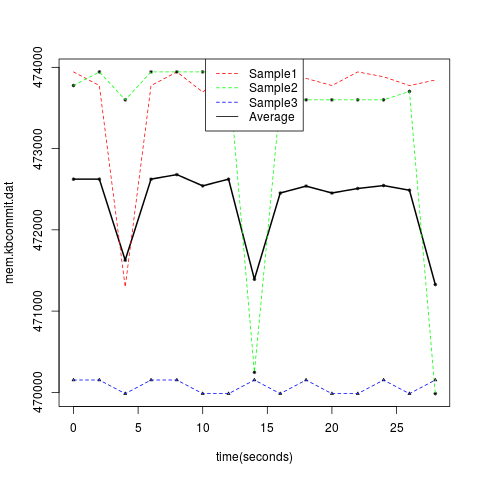 mem.kbcommit.dat
474000
473000
472000
471000
470000
Sample1
Sample2
Sample3
Average
0 5 10 15 20 25
time(seconds)